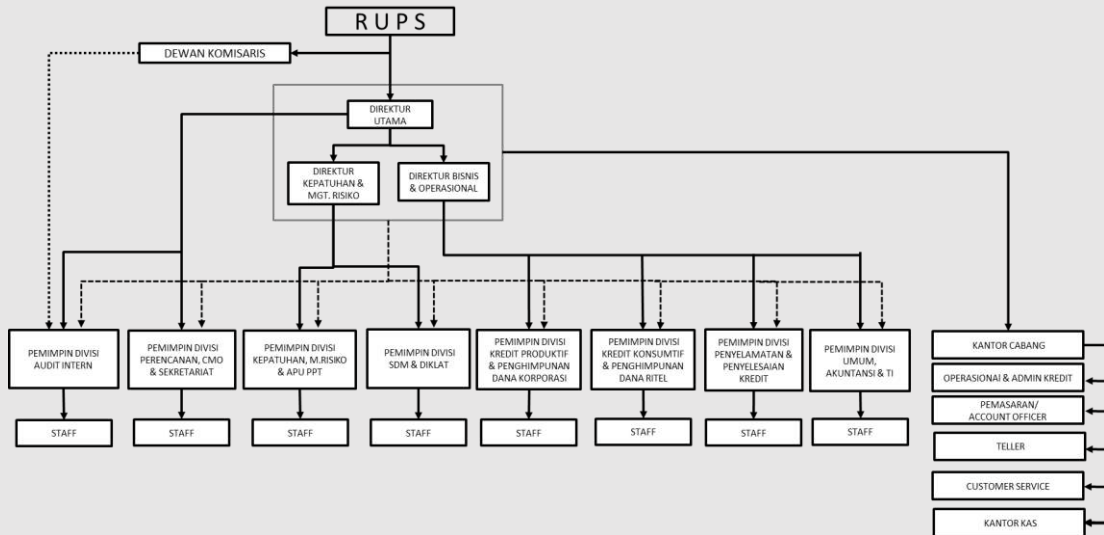 R U P S
DEWAN KOMISARIS
DIREKTUR
UTAMA
DIREKTUR
KEPATUHAN &
MGT. RISIKO
DIREKTUR BISNIS
& OPERASIONAL
PEMIMPIN DIVISI
AUDIT INTERN
PEMIMPIN DIVISI
PERENCANAN, CMO
& SEKRETARIAT
PEMIMPIN DIVISI
KEPATUHAN, M.RISIKO
& APU PPT
PEMIMPIN DIVISI
SDM & DIKLAT
PEMIMPIN DIVISI
KREDIT PRODUKTIF
& PENGHIMPUNAN
DANA KORPORASI
PEMIMPIN DIVISI
KREDIT KONSUMTIF
& PENGHIMPUNAN
DANA RITEL
PEMIMPIN DIVISI
PENYELAMATAN &
PENYELESAIAN
KREDIT
PEMIMPIN DIVISI
UMUM,
AKUNTANSI & TI
STAFF
STAFF
STAFF
STAFF
STAFF
STAFF
STAFF
STAFF
KANTOR CABANG
OPERASIONAl & ADMIN KREDIT
PEMASARAN/
ACCOUNT OFFICER
TELLER
CUSTOMER SERVICE
KANTOR KAS